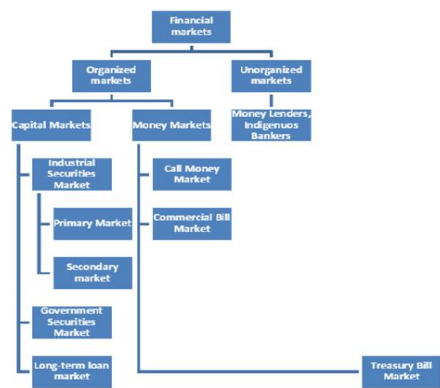 Financial
markets
Organized
markets
Unorganized
markets
Capital Markets
Money Markets
Money Lenders,
Indigenuos
Bankers
Industrial
Securities
Market
Call Money
Market
Primary Market
Commercial Bill
Market
Secondary
market
Government
Securities
Market
Long-term loan
market
Treasury Bill
Market